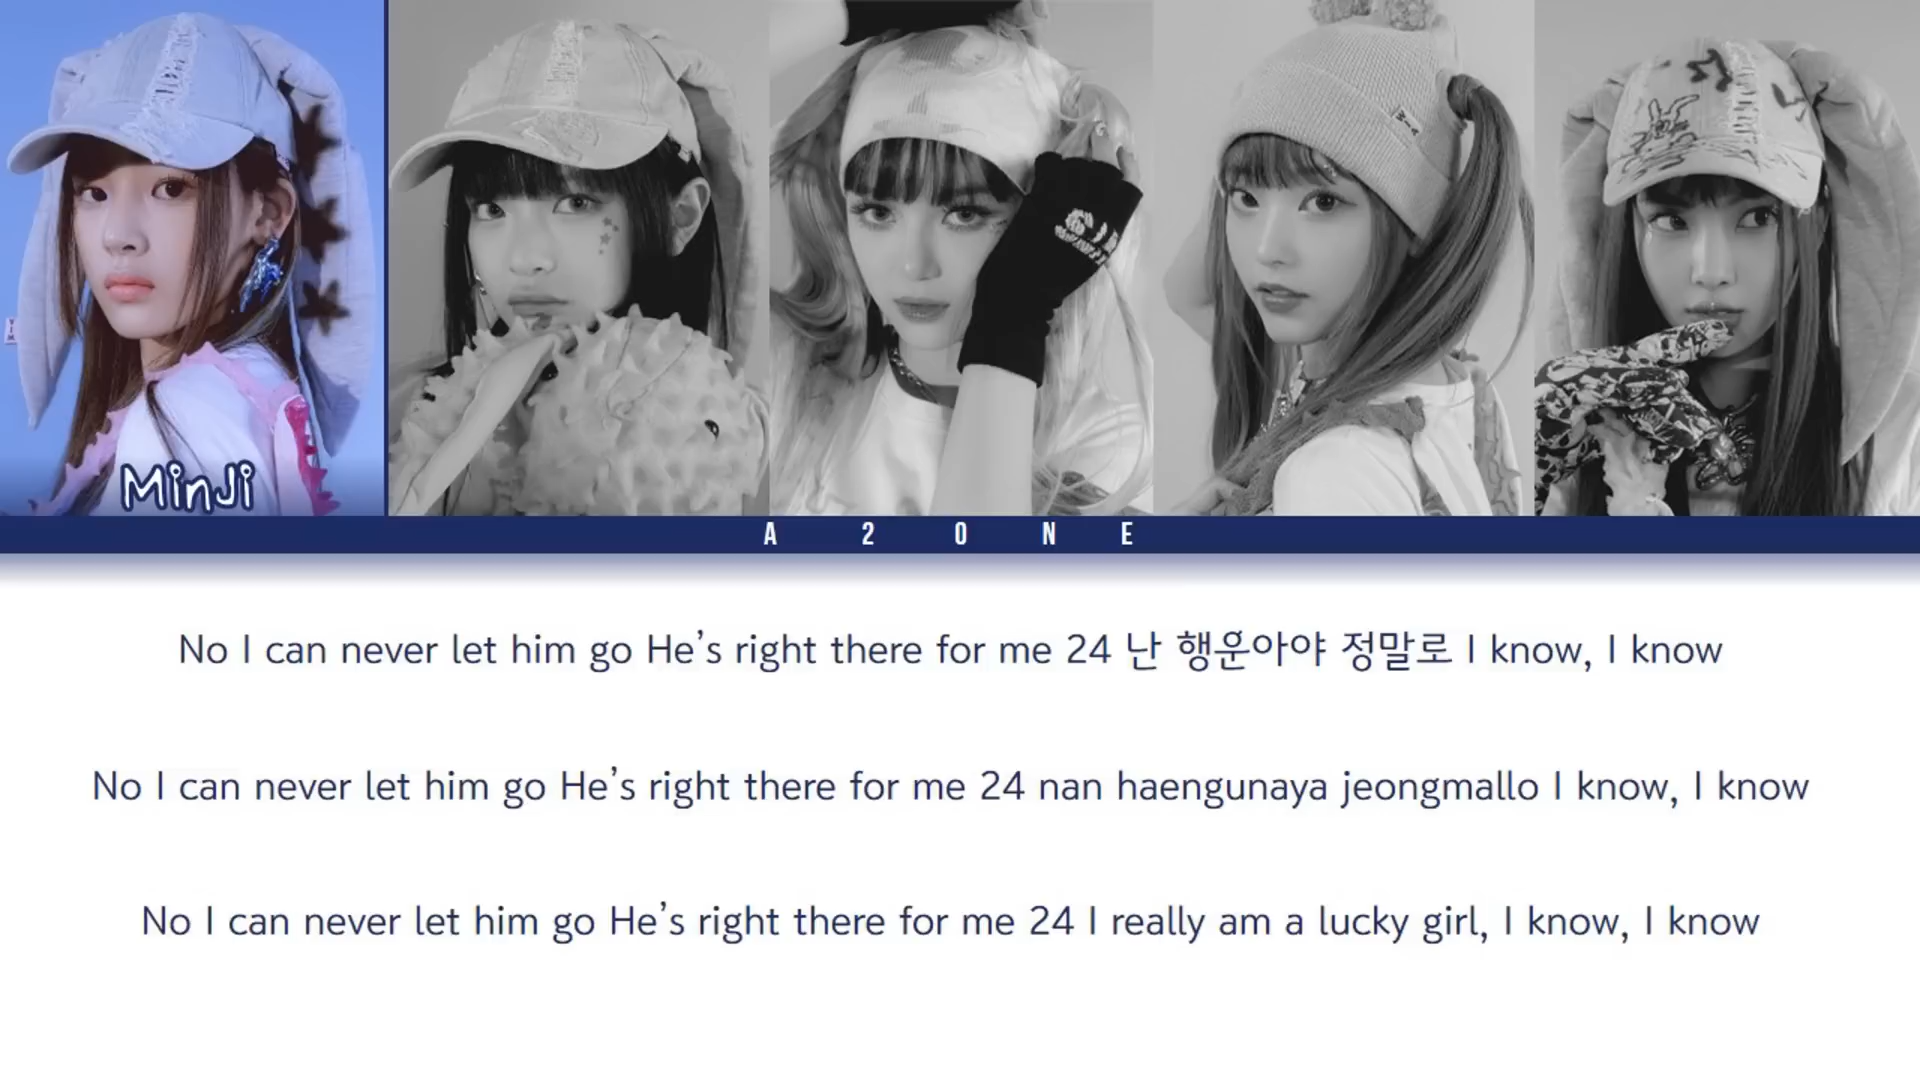 MinJi
A2ONE
No I can never let him go He's right there for me 24 난 행운아야 정말로 I know, I know
No I can never let him go He's right there for me 24 nan haengunaya jeongmallo I know, I know
No I can never let him go He's right there for me 24 I really am a lucky girl, I know, I know